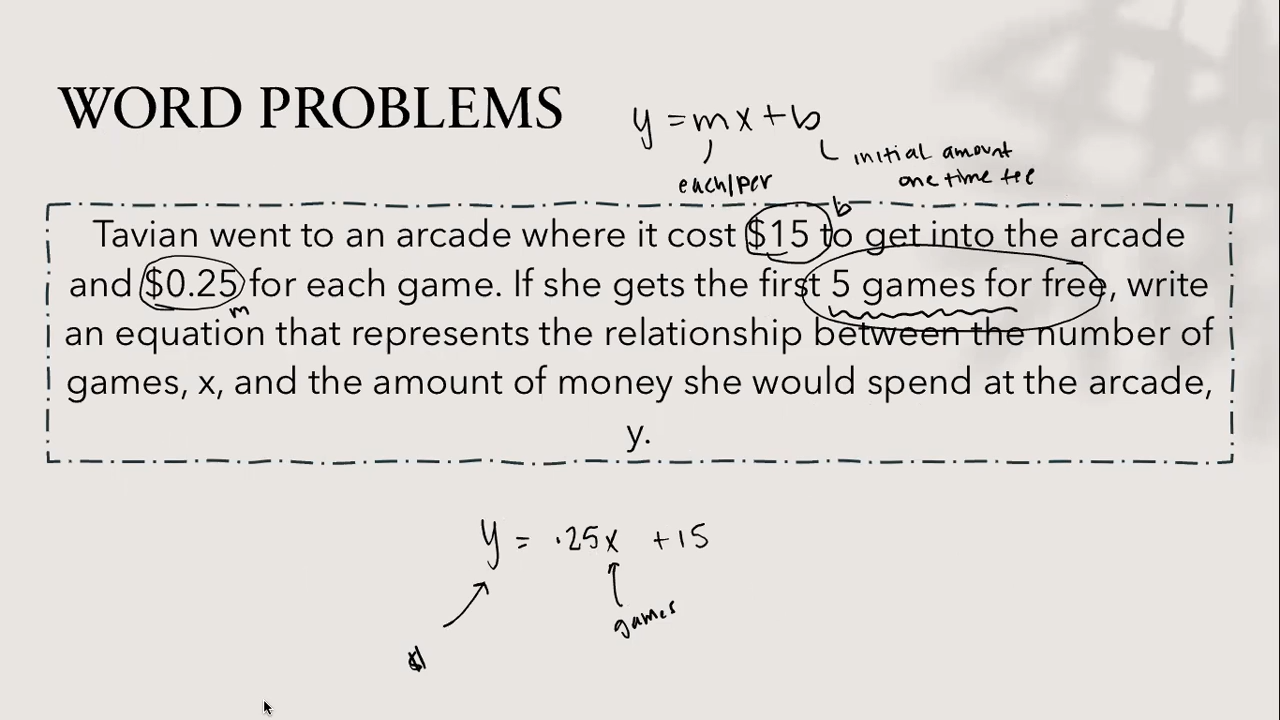 WORD PROBLEMS
y = mx + b
each/per
initial amount
one time fee
b
Tavian went to an arcade where it cost $15 to get into the arcade
and $0.25 for each game. If she gets the first 5 games for free, write
m
an equation that represents the relationship between the number of
games, x, and the amount of money she would spend at the arcade,
y.
y = .25x + 15
games
$